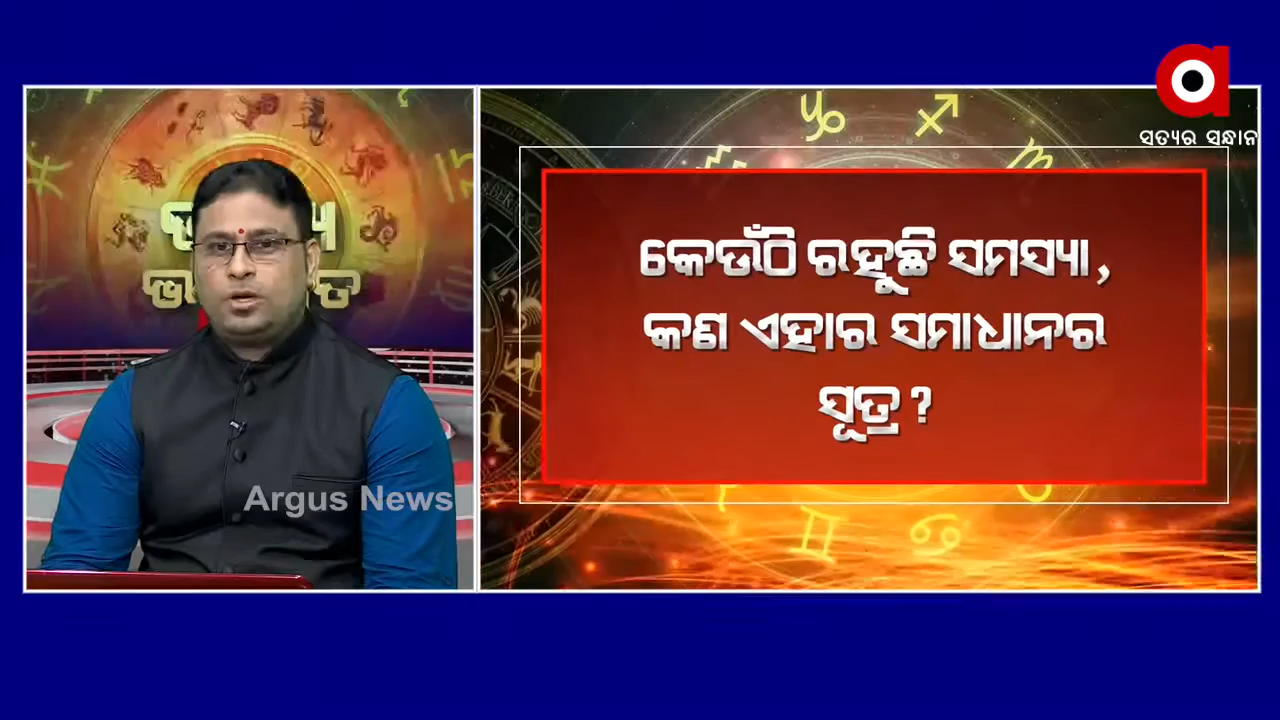 ସତ୍ୟର ସନ୍ଧାନ
କେଉଁଠି ରହୁଛି ସମସ୍ୟା,
କଣ ଏହାର ସମାଧାନର
ସୂତ୍ର?
Argus News